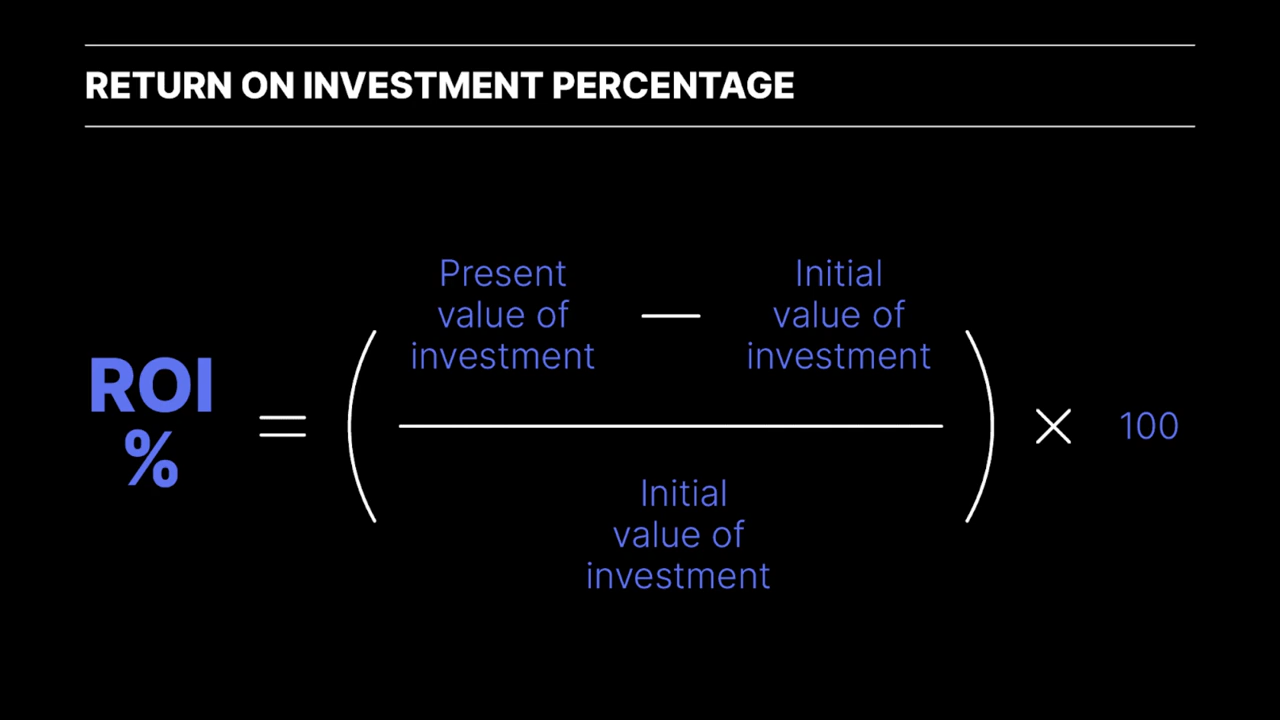 RETURN ON INVESTMENT PERCENTAGE
ROI
%
=
(
Present
value of
investment
—
Initial
value of
investment
Initial
value of
investment
)
×
100